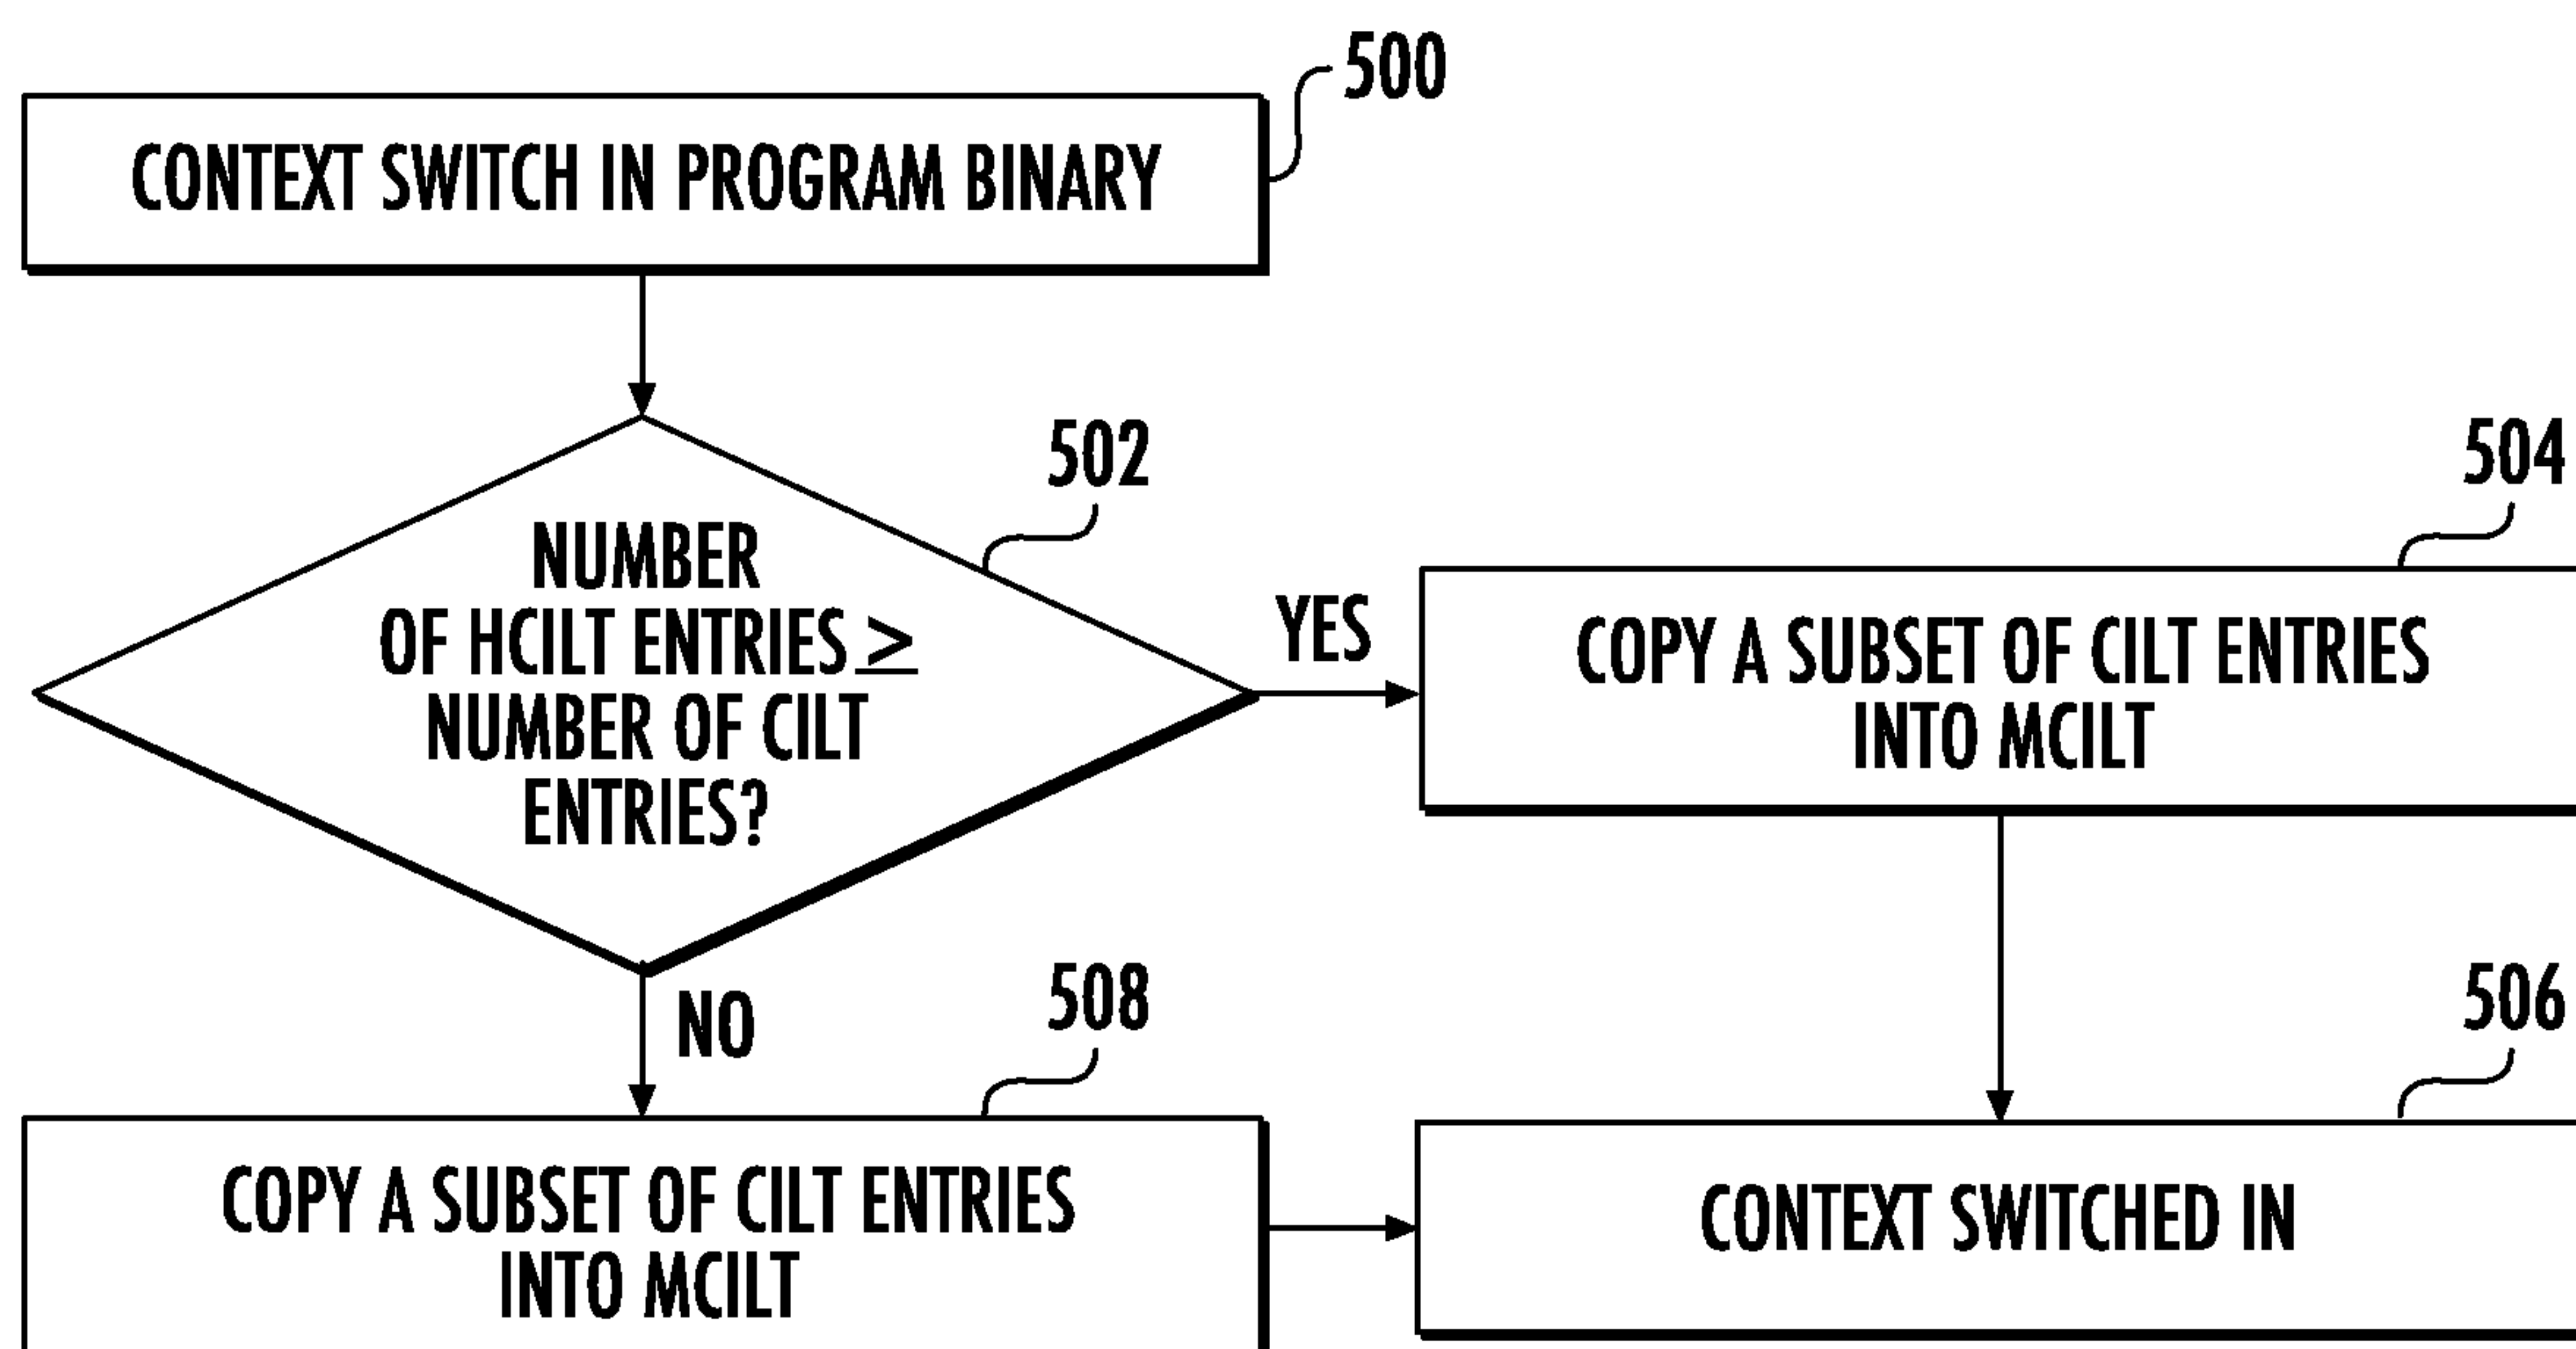 500
CONTEXT SWITCH IN PROGRAM BINARY
502
NUMBER
OF HCILT ENTRIES ≥
NUMBER OF CILT
ENTRIES?
YES
504
COPY A SUBSET OF CILT ENTRIES
INTO MCILT
NO
508
COPY A SUBSET OF CILT ENTRIES
INTO MCILT
506
CONTEXT SWITCHED IN